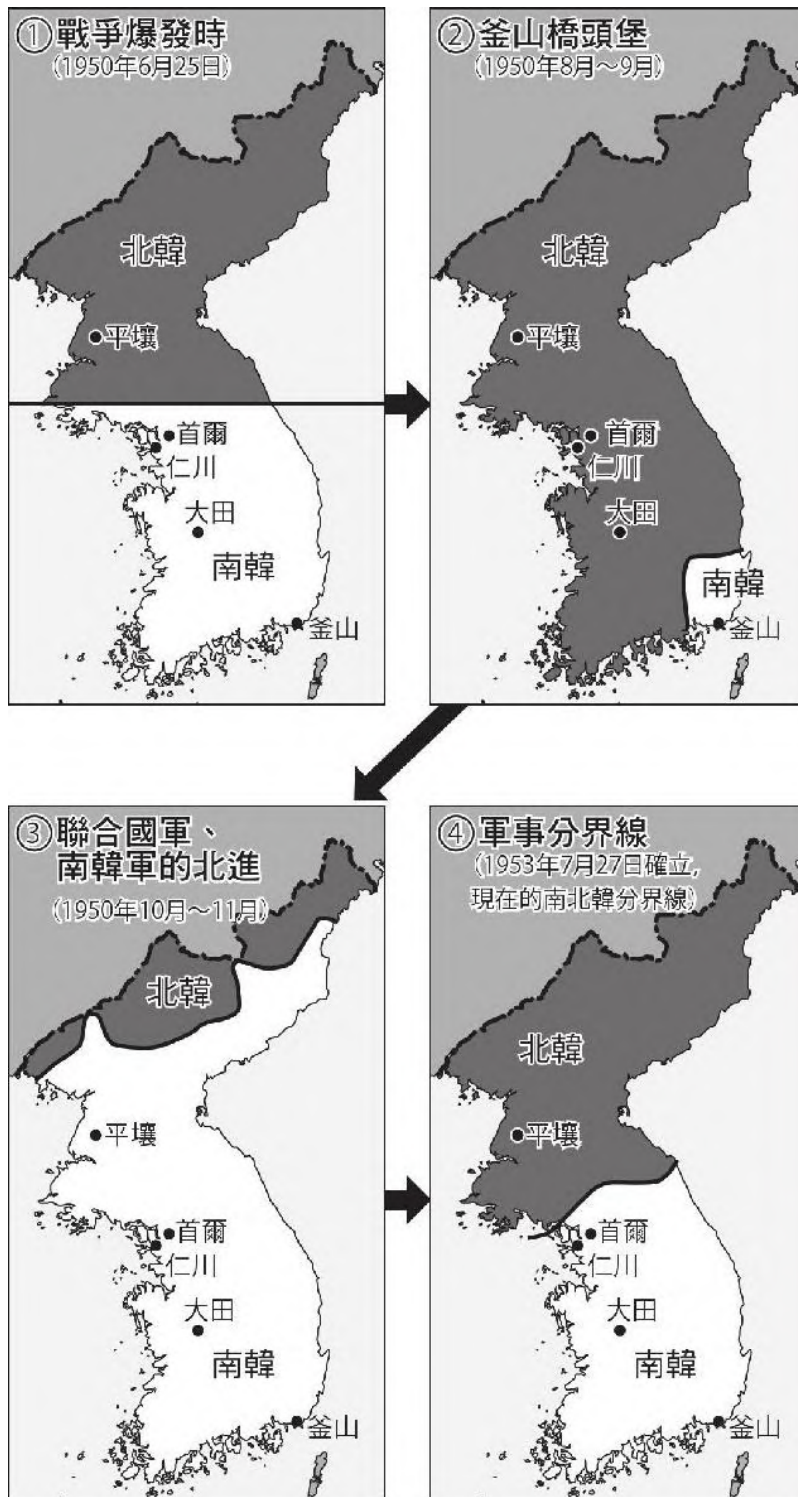 ①戰爭爆發時
(1950年6月25日)
北韓
平壤
首爾
仁川
大田
南韓
釜山
②釜山橋頭堡
(1950年8月～9月)
北韓
平壤
首爾
仁川
大田
南韓
釜山
③聯合國軍、
南韓軍的北進
(1950年10月～11月)
北韓
平壤
首爾
仁川
大田
南韓
釜山
④軍事分界線
(1953年7月27日確立,
現在的南北韓分界線)
北韓
平壤
首爾
仁川
大田
南韓
釜山